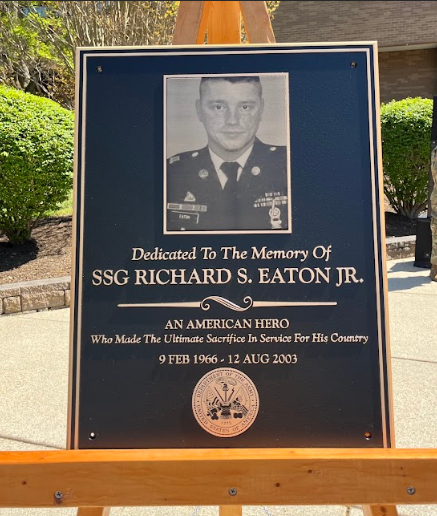 EATON
Dedicated To The Memory Of
SSG RICHARD S. EATON JR.
AN AMERICAN HERO
Who Made The Ultimate Sacrifice In Service For His Country
9 FEB 1966 - 12 AUG 2003